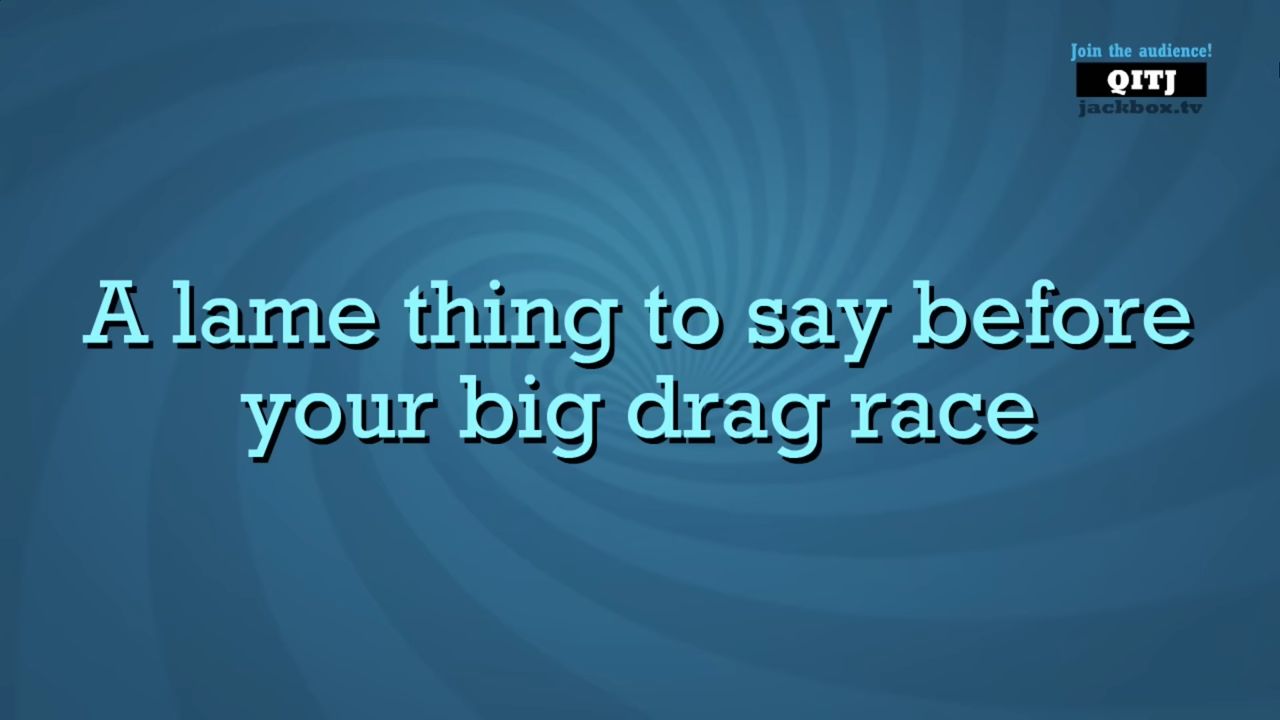 Join the audience!
QITJ
jackbox.tv
A lame thing to say before
your big drag race